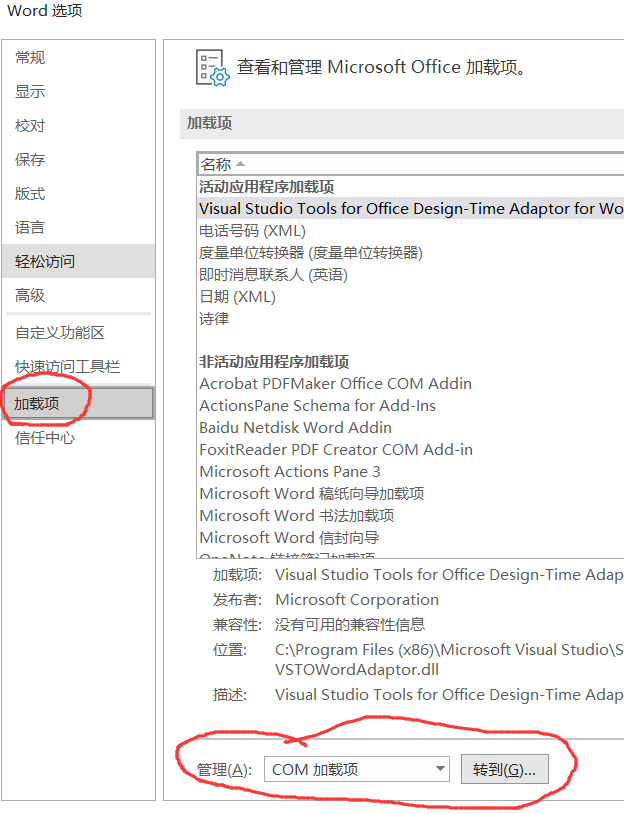 Word 选项
常规
显示
校对
保存
版式
语言
轻松访问
高级
自定义功能区
快速访问工具栏
加载项
信任中心
查看和管理 Microsoft Office 加载项。
加载项
名称
活动应用程序加载项
Visual Studio Tools for Office Design-Time Adaptor for Wo
电话号码 (XML)
度量单位转换器 (度量单位转换器)
即时消息联系人 (英语)
日期 (XML)
诗律
非活动应用程序加载项
Acrobat PDFMaker Office COM Addin
ActionsPane Schema for Add-Ins
Baidu Netdisk Word Addin
FoxitReader PDF Creator COM Add-in
Microsoft Actions Pane 3
Microsoft Word 稿纸向导加载项
Microsoft Word 书法加载项
Microsoft Word 信封向导
OneNote 链接笔记加载项
加载项: Visual Studio Tools for Office Design-Time Adap
发布者: Microsoft Corporation
兼容性: 没有可用的兼容性信息
位置: C:\Program Files (x86)\Microsoft Visual Studio\S
VSTOWordAdaptor.dll
描述: Visual Studio Tools for Office Design-Time Adap
管理(A): COM 加载项 转到(G)...